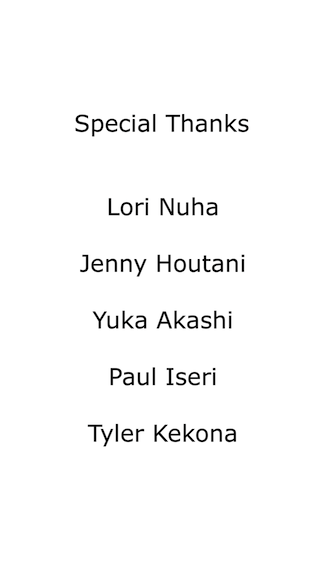 Special Thanks
Lori Nuha
Jenny Houtani
Yuka Akashi
Paul Iseri
Tyler Kekona